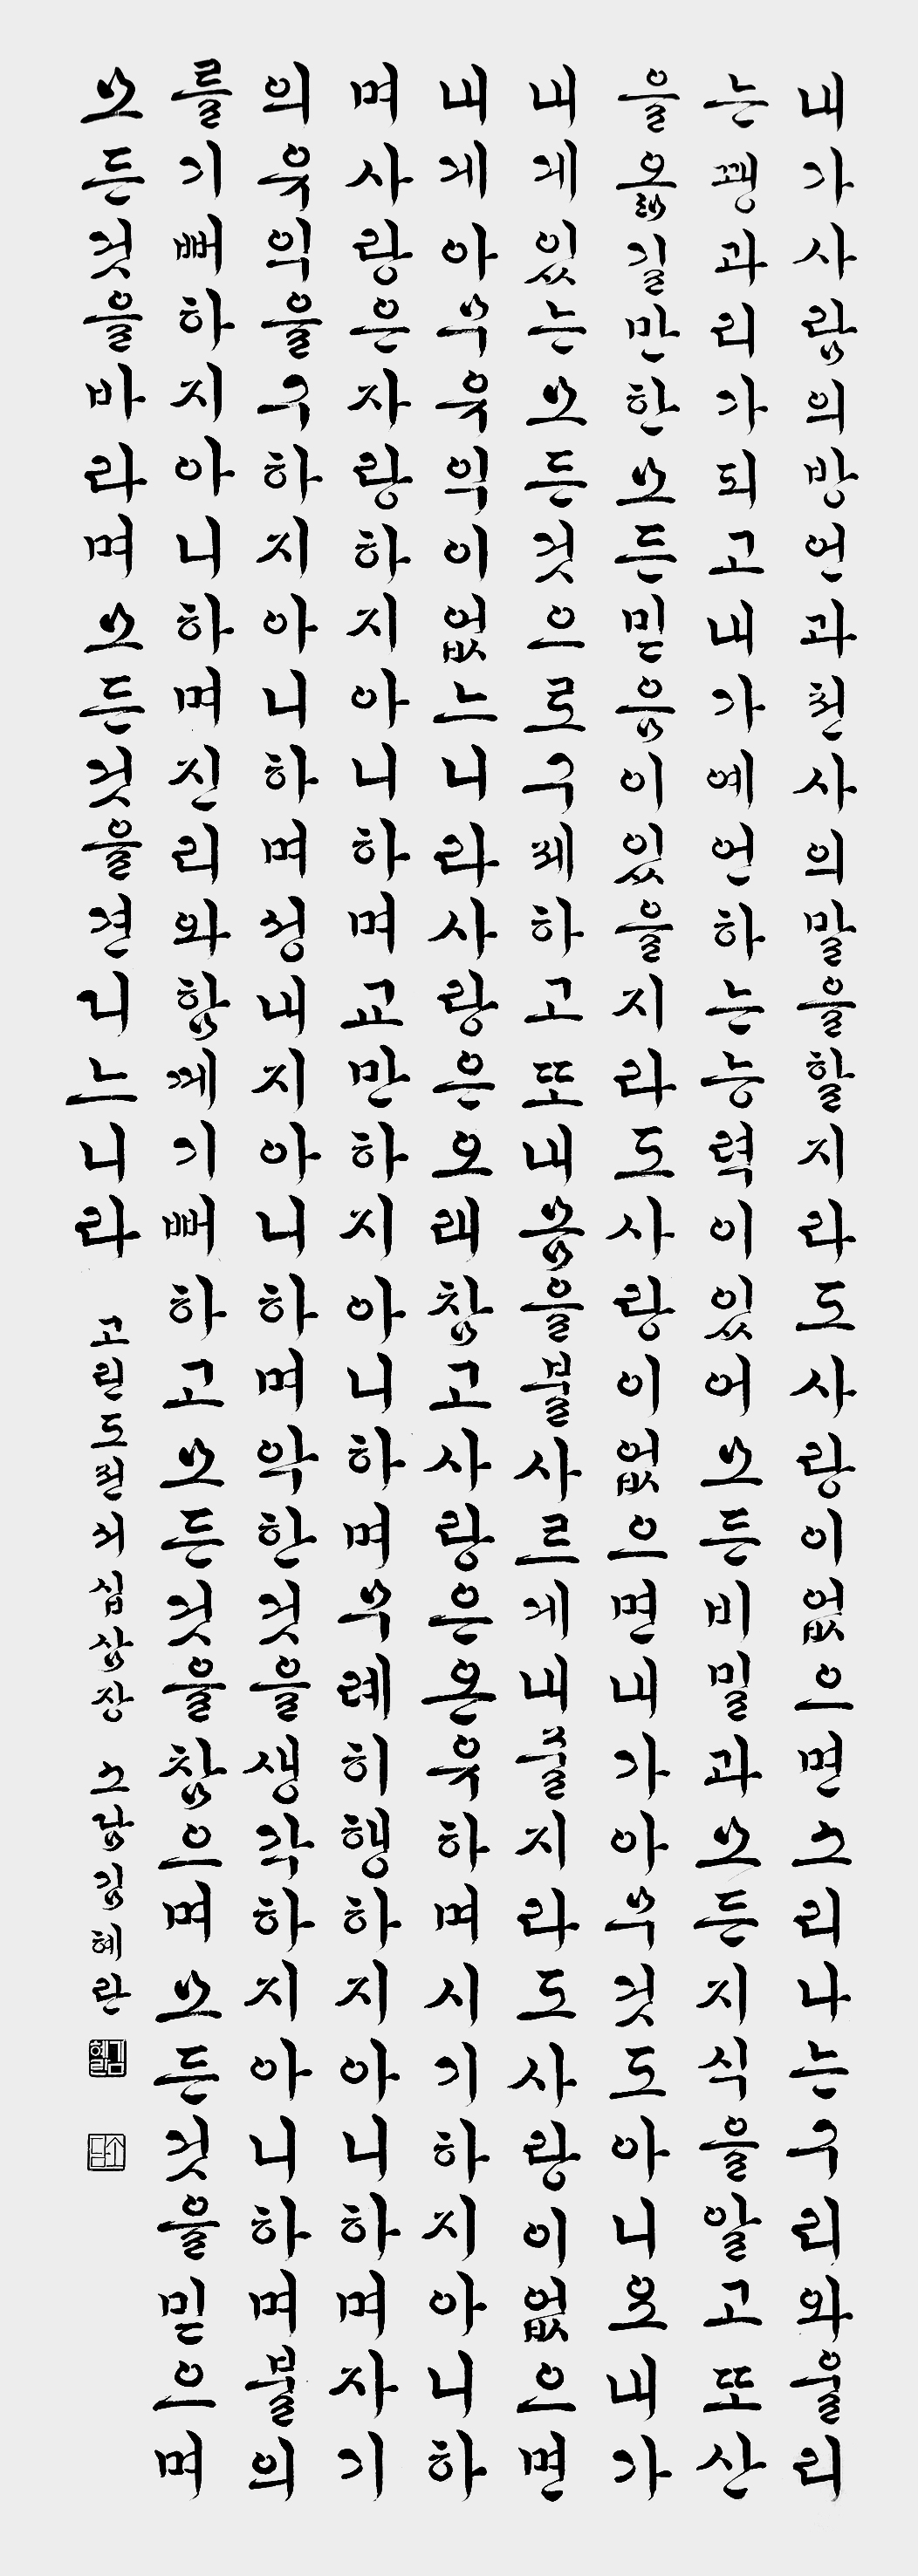 내가사람의방언과천사의말을할지라도사랑이없으면소리나는구리와울리
는꽹과리가되고내가예언하는능력이있어모든비밀과모든지식을알고또산
을옮길만한모든믿음이있을지라도사랑이없으면내가아무것도아니요내가
내게있는모든것으로구제하고또내몸을불사르게내줄지라도사랑이없으면
내게아무유익이없느니라사랑은오래참고사랑은온유하며시기하지아니하
며사랑은자랑하지아니하며교만하지아니하며무례히행하지아니하며자기
의유익을구하지아니하며성내지아니하며악한것을생각하지아니하며불의
를기뻐하지아니하며진리와함께기뻐하고모든것을참으며모든것을믿으며
모든것을바라며모든것을견디느니라 고린도전서십삼장 소담김혜란